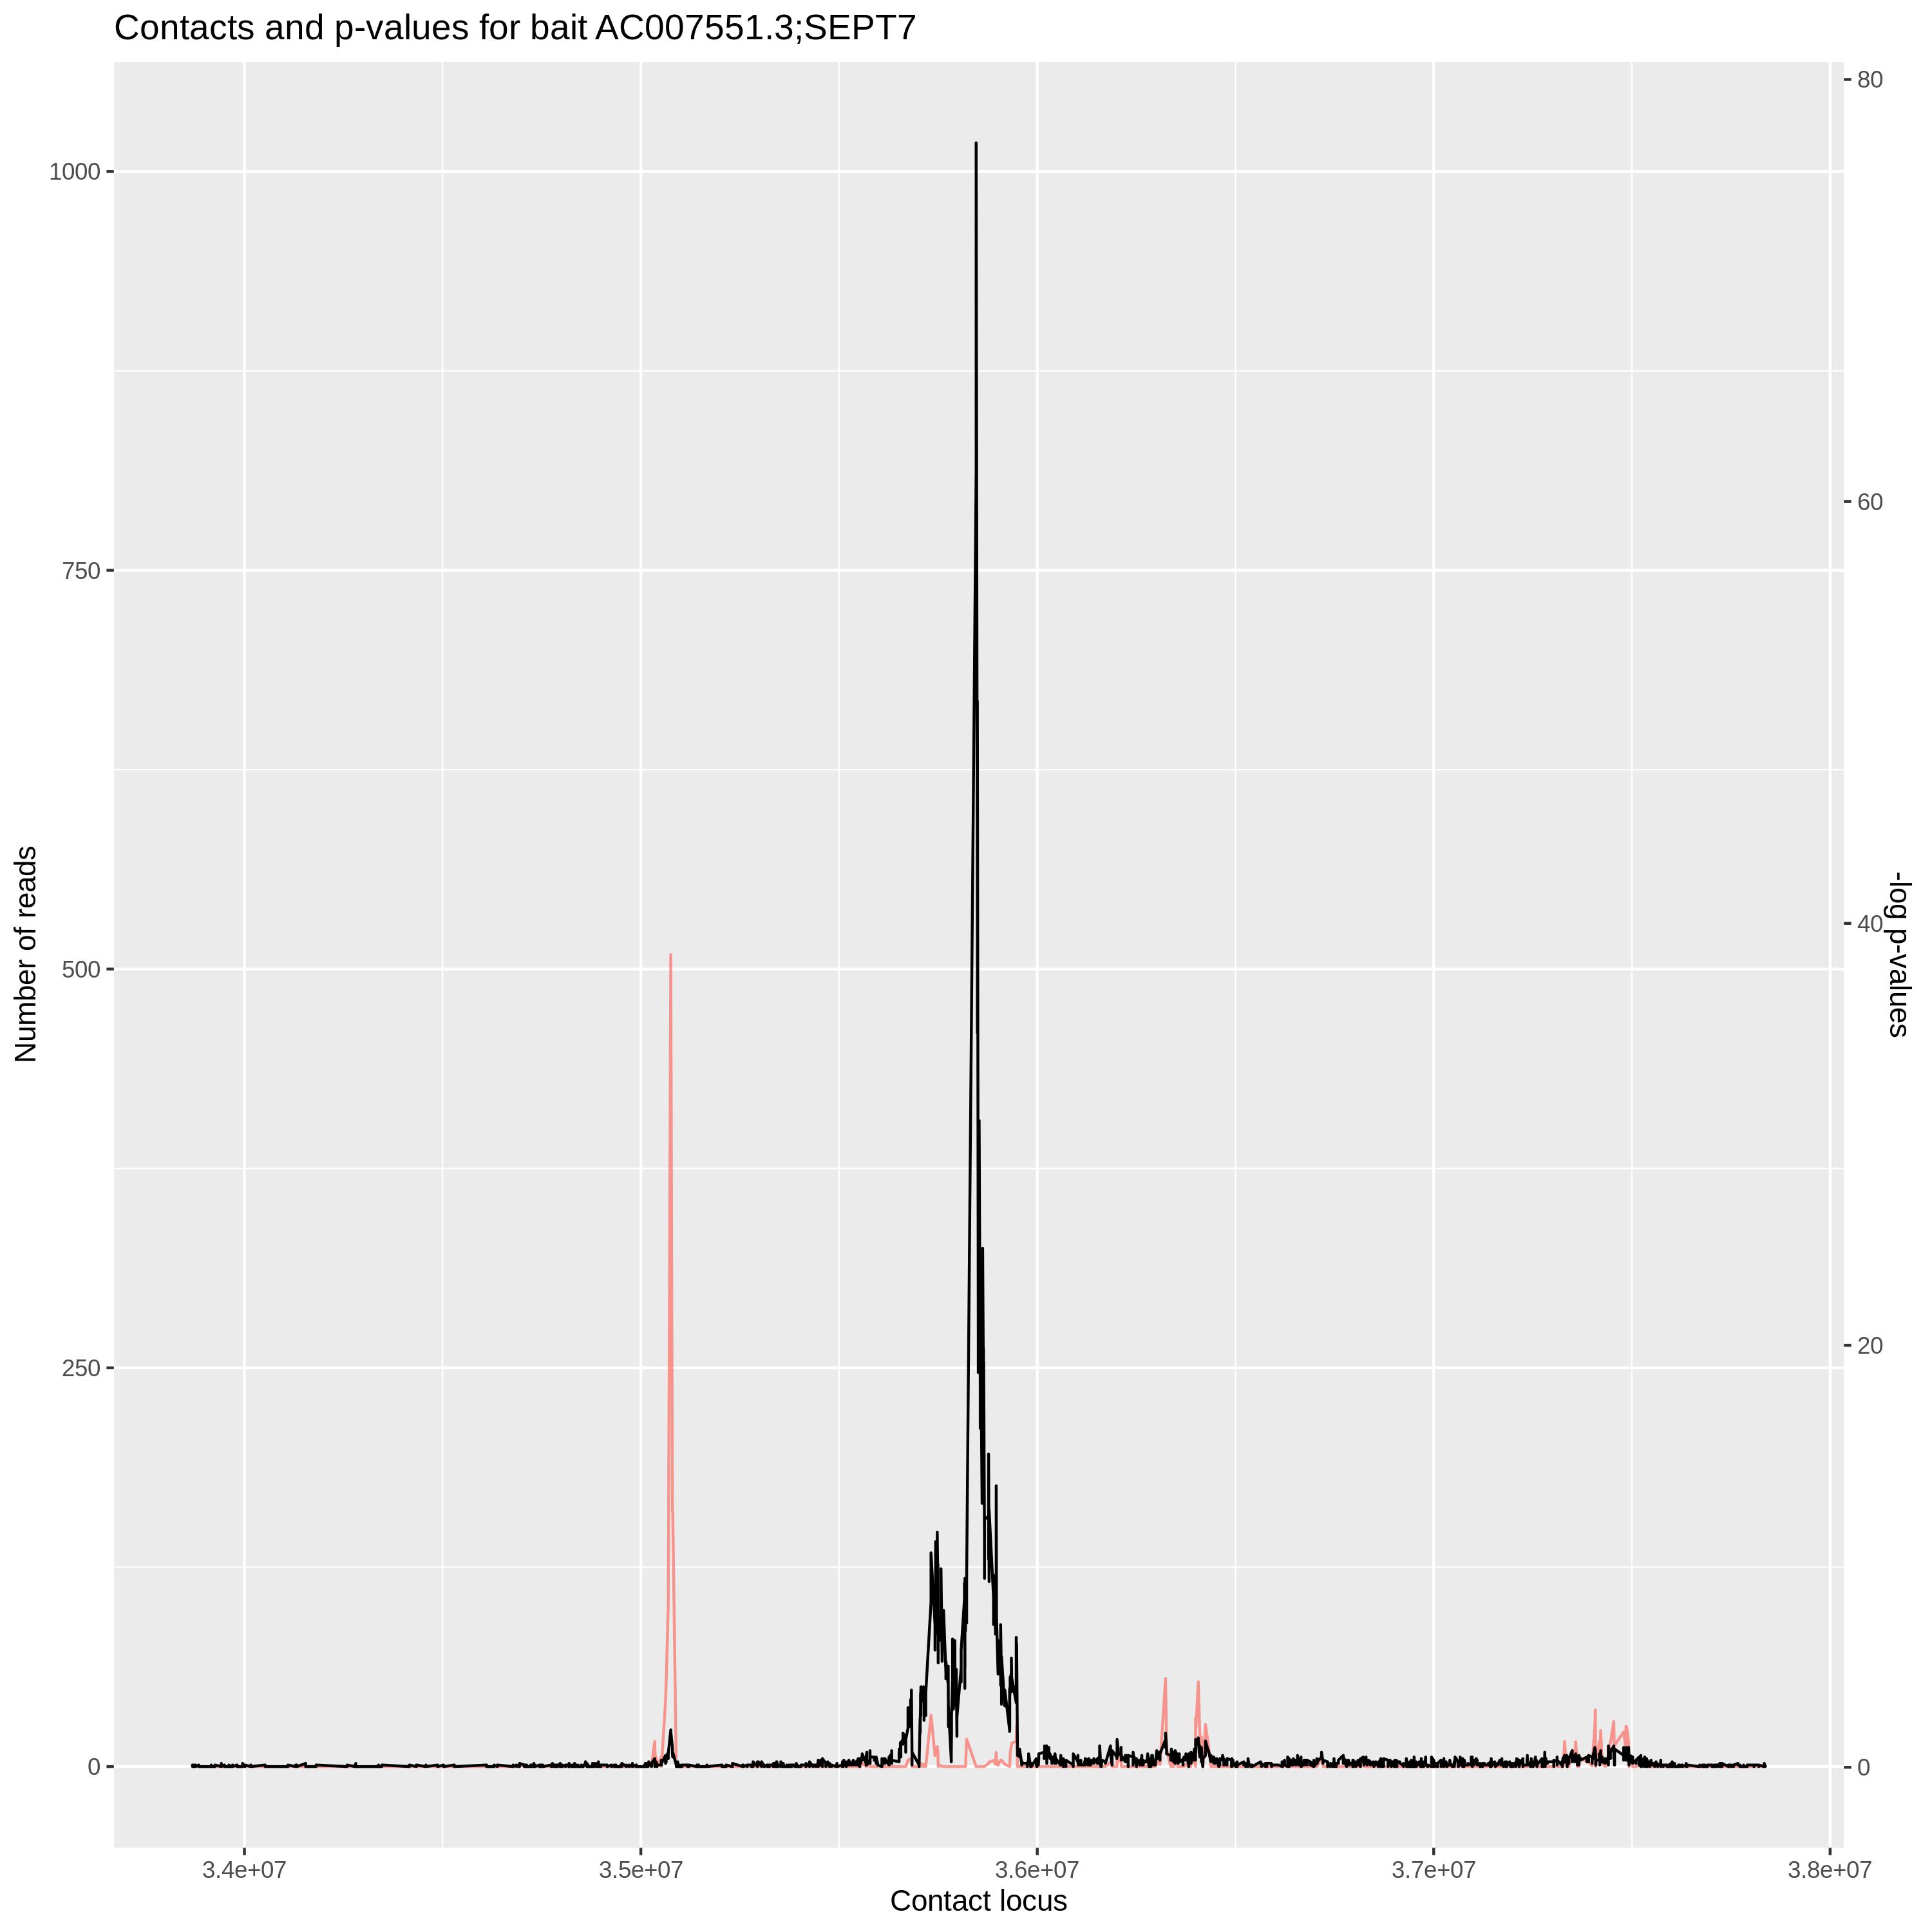 Contacts and p-values for bait AC007551.3;SEPT7
1000
750
500
250
0
80
60
40
20
0
3.4e+07
3.5e+07
3.6e+07
3.7e+07
3.8e+07
Number of reads
-log p-values
Contact locus